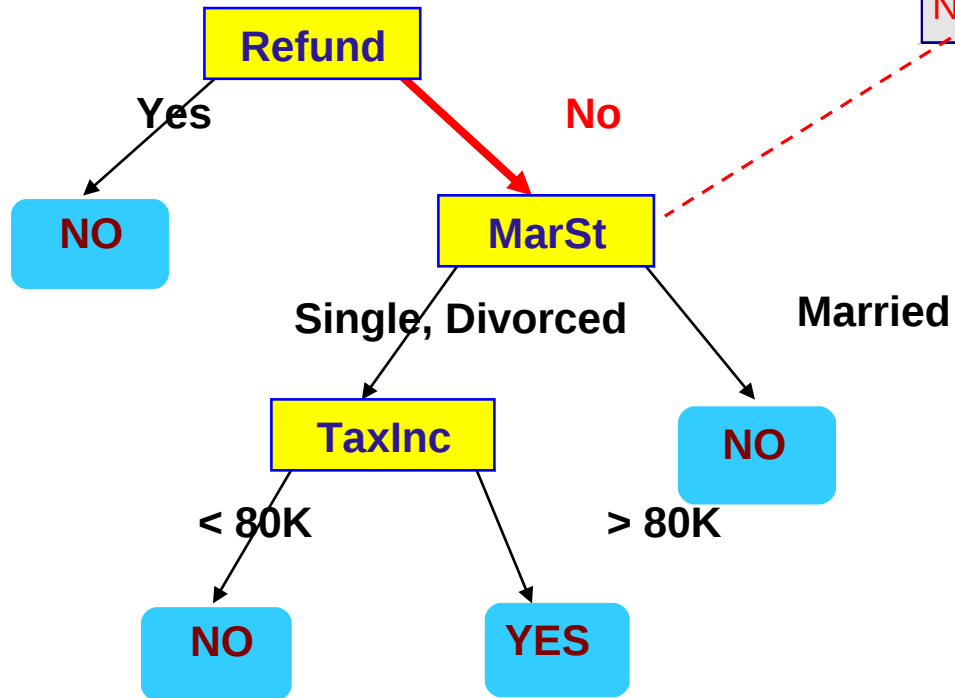 Refund
Yes
No
NO
MarSt
Single, Divorced
Married
TaxInc
NO
< 80K
> 80K
NO
YES